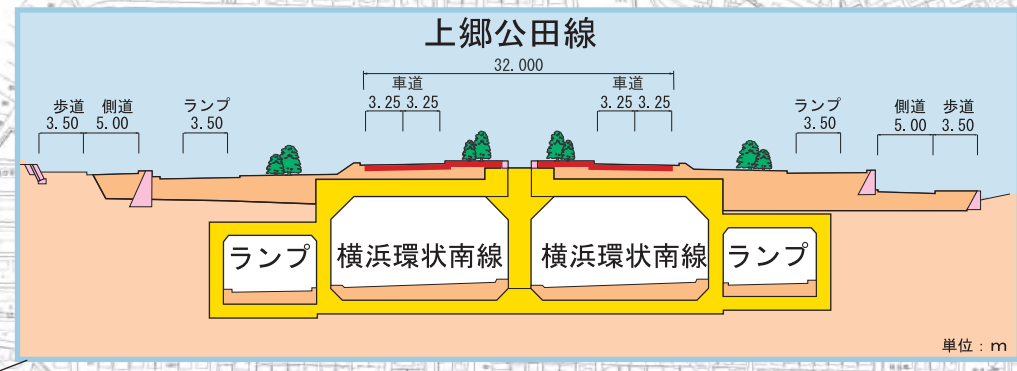 上郷公田線
32.000
車道
車道
3.25 3.25
3.25 3.25
歩道
側道
ランプ
3.50
5.00
3.50
ランプ
側道
歩道
3.50
5.00
3.50
ランプ
横浜環状南線
横浜環状南線
ランプ
単位：m